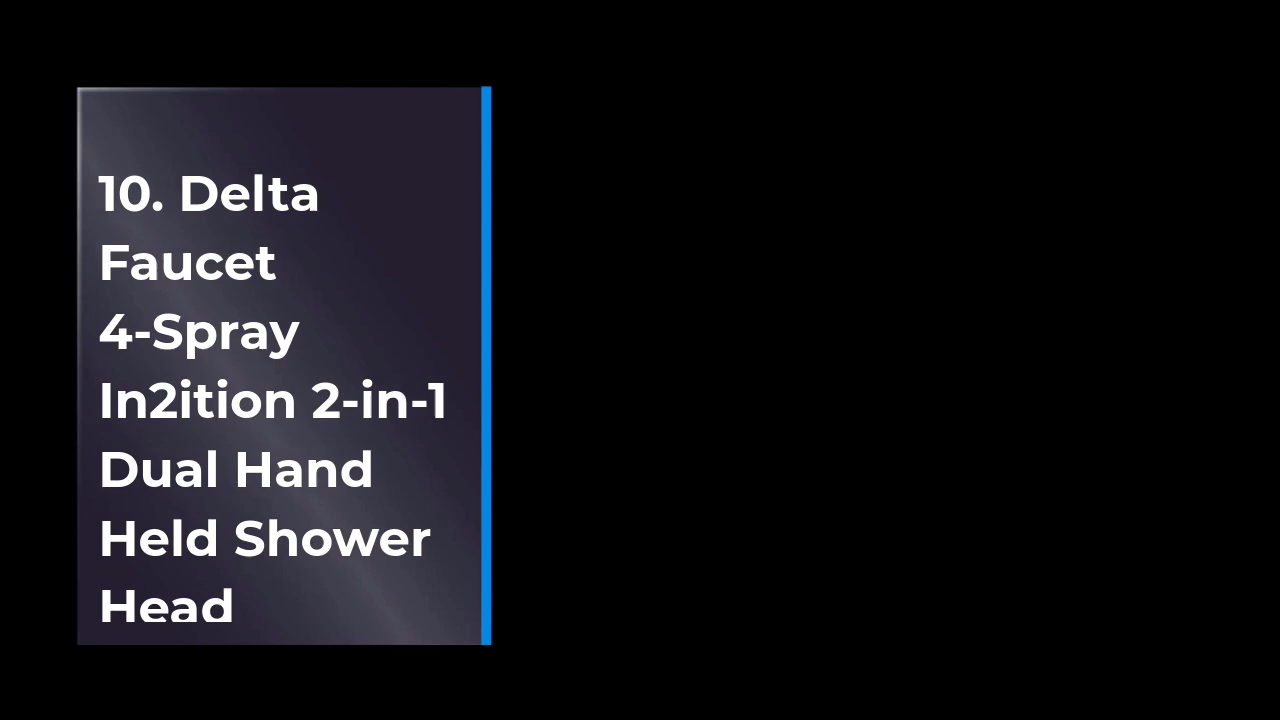 10. Delta
Faucet
4-Spray
In2ition 2-in-1
Dual Hand
Held Shower
Head